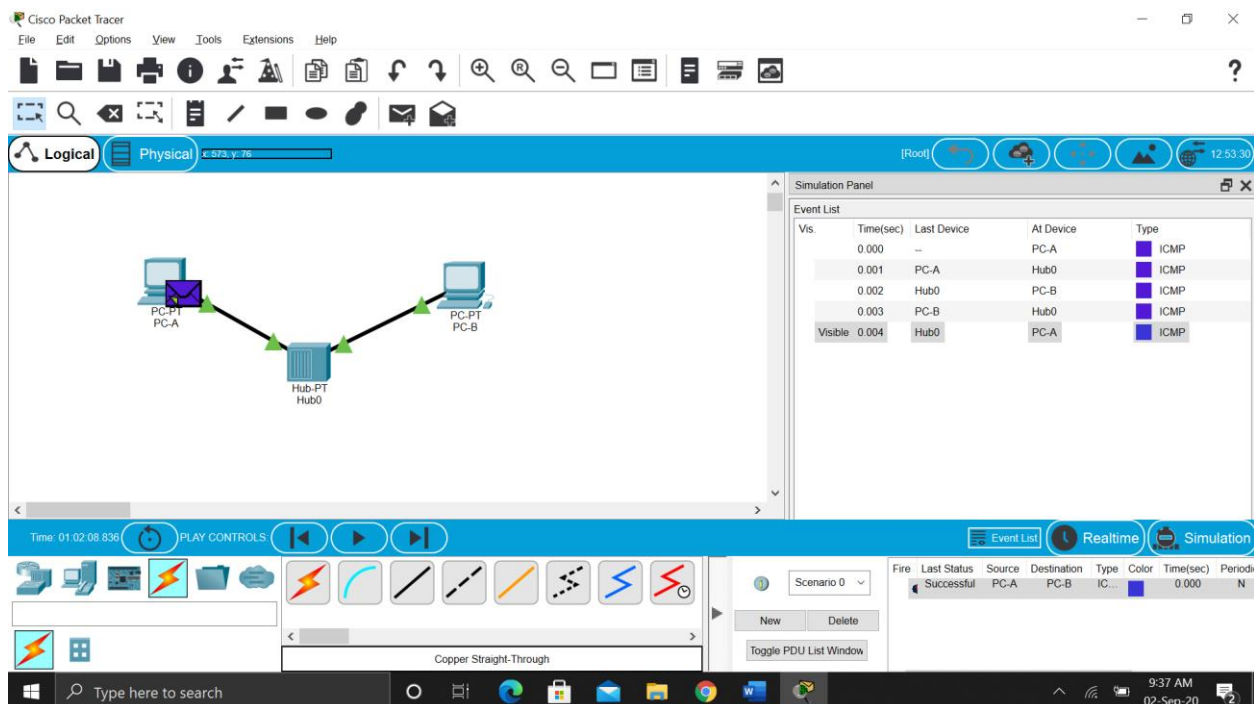 Cisco Packet Tracer
File Edit Options View Tools Extensions Help
?
Logical Physical x: 573, y: 76 [Root] 12:53:30
Simulation Panel
Event List
Vis. Time(sec) Last Device At Device Type
0.000 -- PC-A ICMP
0.001 PC-A Hub0 ICMP
0.002 Hub0 PC-B ICMP
0.003 PC-B Hub0 ICMP
Visible 0.004 Hub0 PC-A ICMP
PC-PT
PC-A
PC-PT
PC-B
Hub-PT
Hub0
Time: 01:02:08.836 PLAY CONTROLS: Event List Realtime Simulation
Fire Last Status Source Destination Type Color Time(sec) Periodi
Successful PC-A PC-B IC... 0.000 N
Scenario 0
New Delete
Toggle PDU List Window
Copper Straight-Through
Type here to search
9:37 AM
02-Sep-20
2